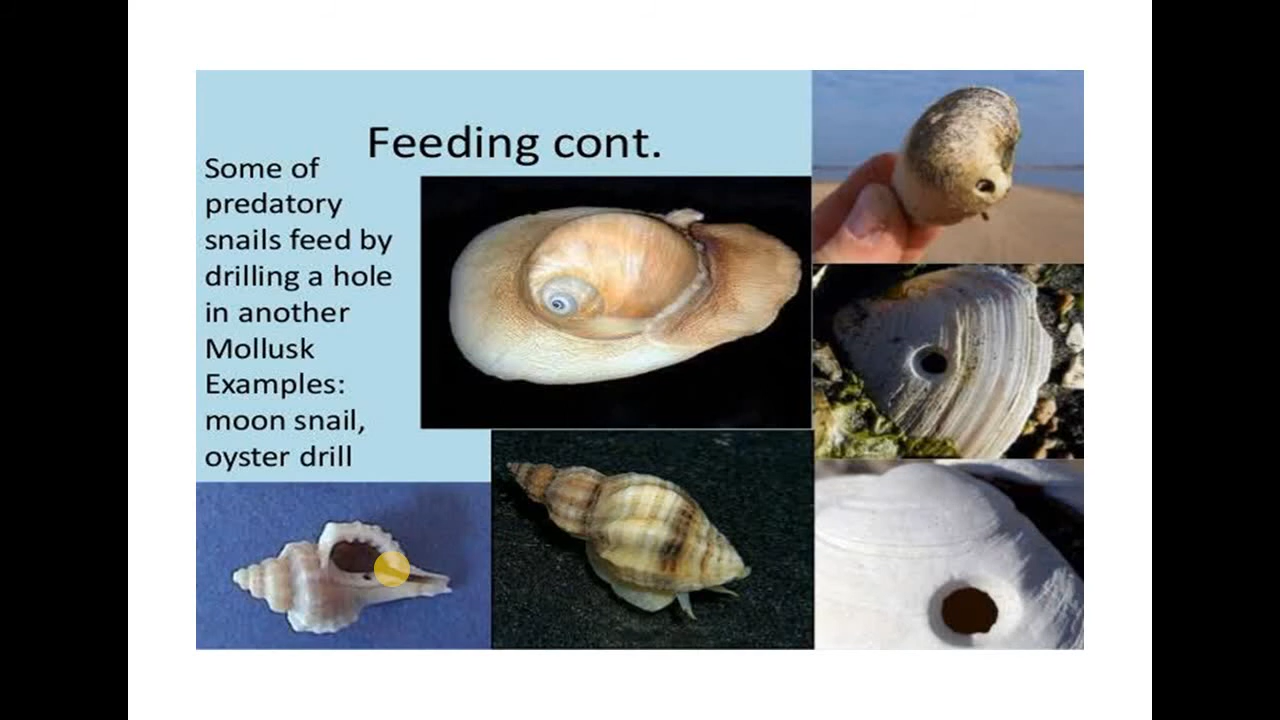 Feeding cont.
Some of
predatory
snails feed by
drilling a hole
in another
Mollusk
Examples:
moon snail,
oyster drill